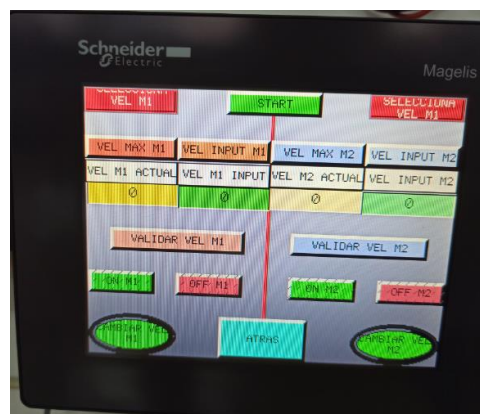 Schneider
Electric
Magelis
SELECCIONA
VEL M1
START
SELECCIONA
VEL M1
VEL MAX M1
VEL INPUT M1
VEL MAX M2
VEL INPUT M2
VEL M1 ACTUAL
VEL M1 INPUT
VEL M2 ACTUAL
VEL INPUT M2
0
0
0
0
VALIDAR VEL M1
VALIDAR VEL M2
ON M1
OFF M1
ON M2
OFF M2
CAMBIAR VEL
M1
ATRAS
CAMBIAR VEL
M2